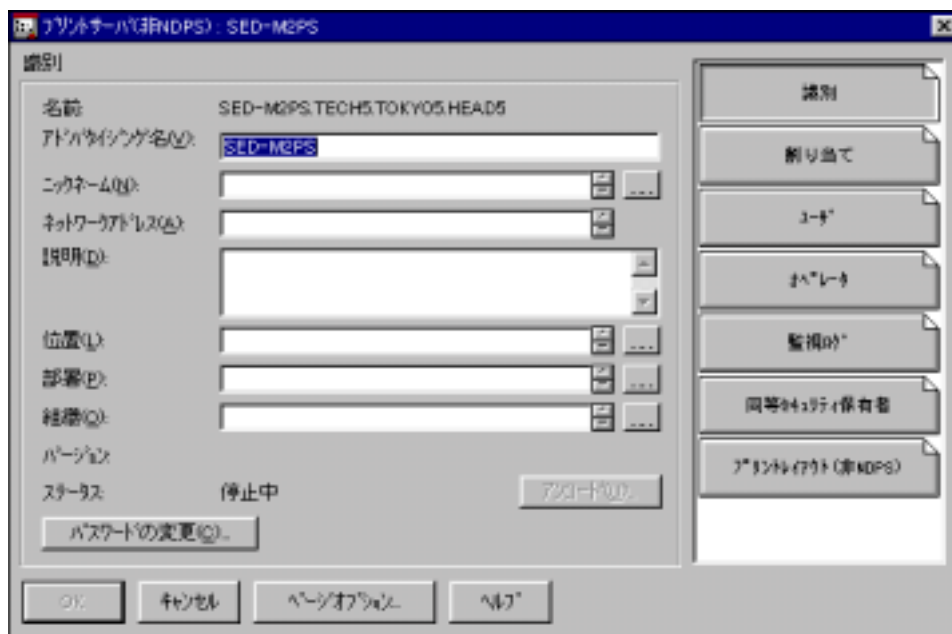 プリントサーバ(非NDPS) : SED-M2PS
識別
名前 SED-M2PS.TECH5.TOKYO5.HEAD5
アドバタイジング名(V): SED-M2PS
ニックネーム(N): ...
ネットワークアドレス(A):
説明(D):
位置(L): ...
部署(P): ...
組織(O): ...
バージョン:
ステータス: 停止中 アンロード(U)...
パスワードの変更(C)...
OK キャンセル ページオプション... ヘルプ
識別
割り当て
ユーザ
オペレータ
監視ログ
同等セキュリティ保有者
プリントレイアウト(非NDPS)